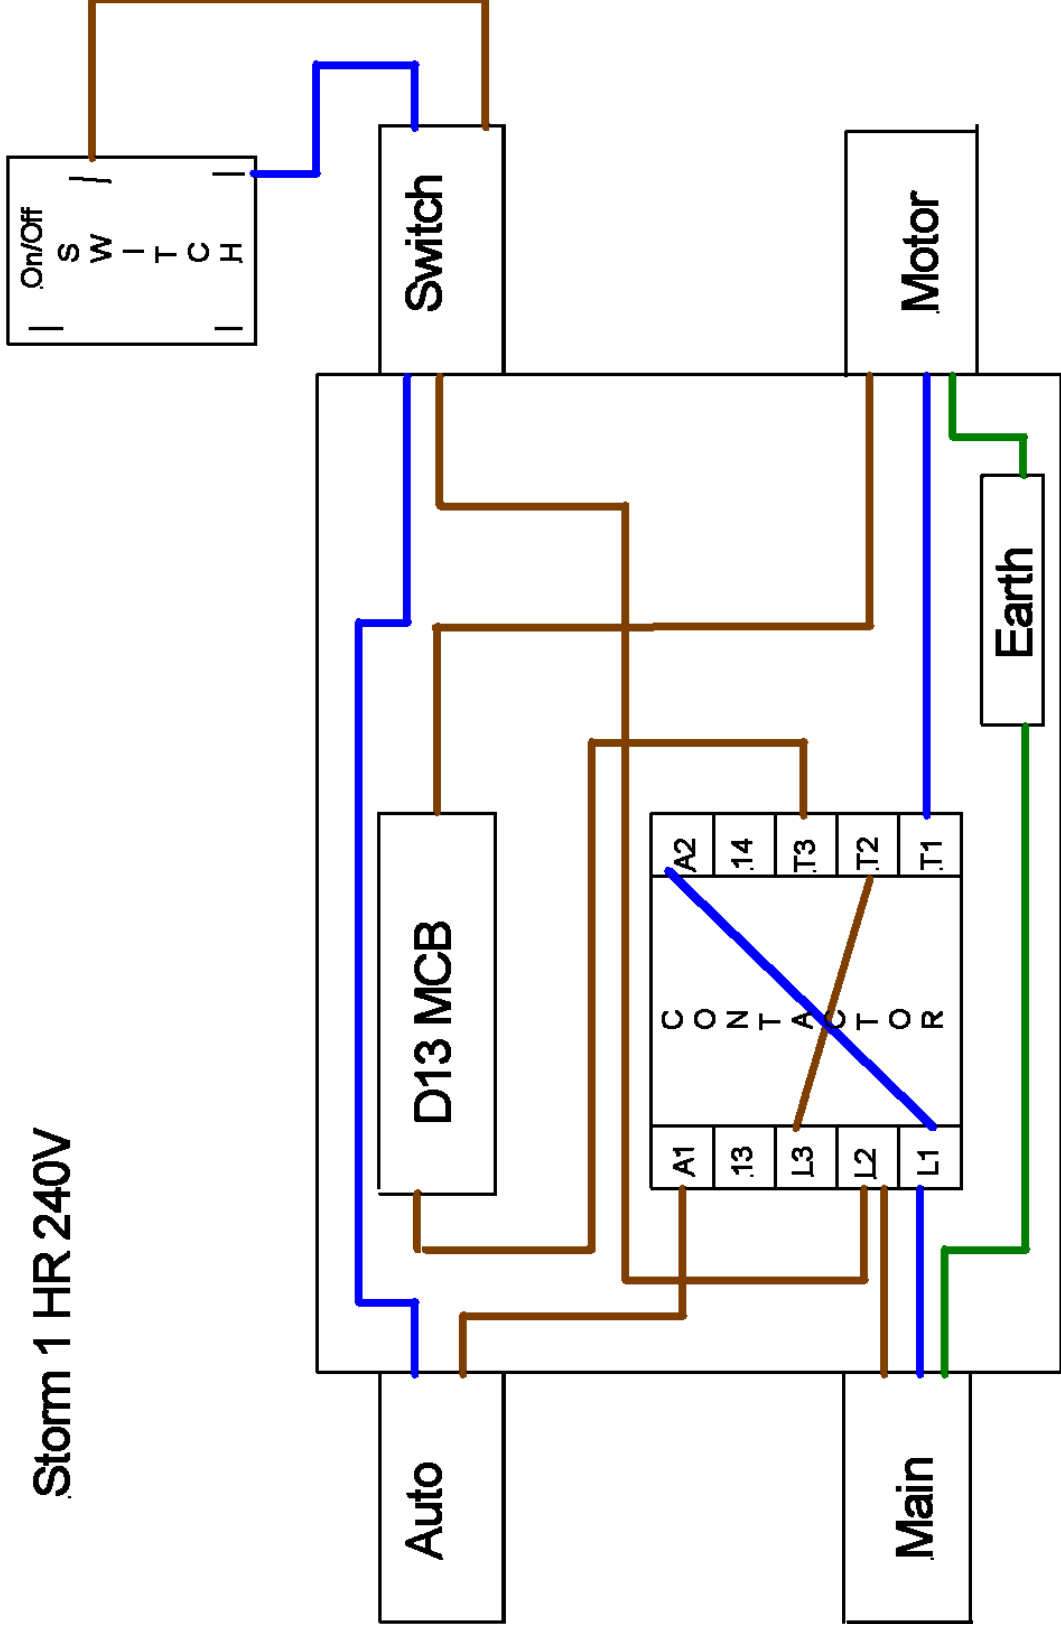 Storm 1 HR 240V
On/Off
S
W
I
T
C
H
Auto
D13 MCB
Switch
A1
13
L3
L2
L1
C
O
N
T
A
C
T
O
R
A2
14
T3
T2
T1
Main
Motor
Earth